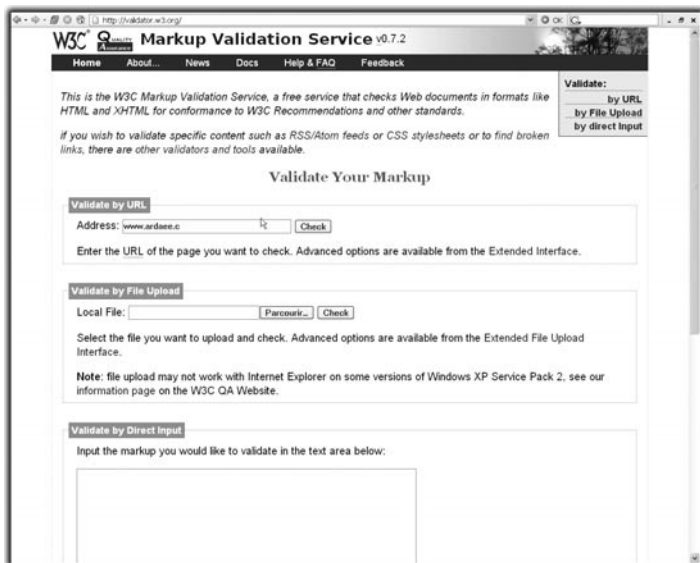 http://validator.w3.org/
OK
G
W3C® QUALITY Assurance Markup Validation Service v0.7.2
Home About... News Docs Help & FAQ Feedback
Validate:
by URL
by File Upload
by direct Input
This is the W3C Markup Validation Service, a free service that checks Web documents in formats like
HTML and XHTML for conformance to W3C Recommendations and other standards.
if you wish to validate specific content such as RSS/Atom feeds or CSS stylesheets or to find broken
links, there are other validators and tools available.
Validate Your Markup
Validate by URL
Address: www.ardaee.c Check
Enter the URL of the page you want to check. Advanced options are available from the Extended Interface.
Validate by File Upload
Local File: Parcourir... Check
Select the file you want to upload and check. Advanced options are available from the Extended File Upload
Interface.
Note: file upload may not work with Internet Explorer on some versions of Windows XP Service Pack 2, see our
information page on the W3C QA Website.
Validate by Direct Input
Input the markup you would like to validate in the text area below: